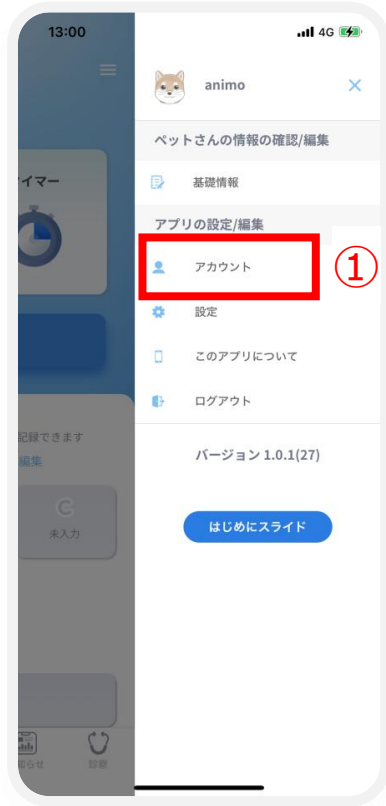 13:00
4G
animo
ペットさんの情報の確認/編集
イマー
基礎情報
アプリの設定/編集
アカウント
①
設定
このアプリについて
ログアウト
記録できます
編集
バージョン 1.0.1(27)
未入力
はじめにスライド
らせ
診察